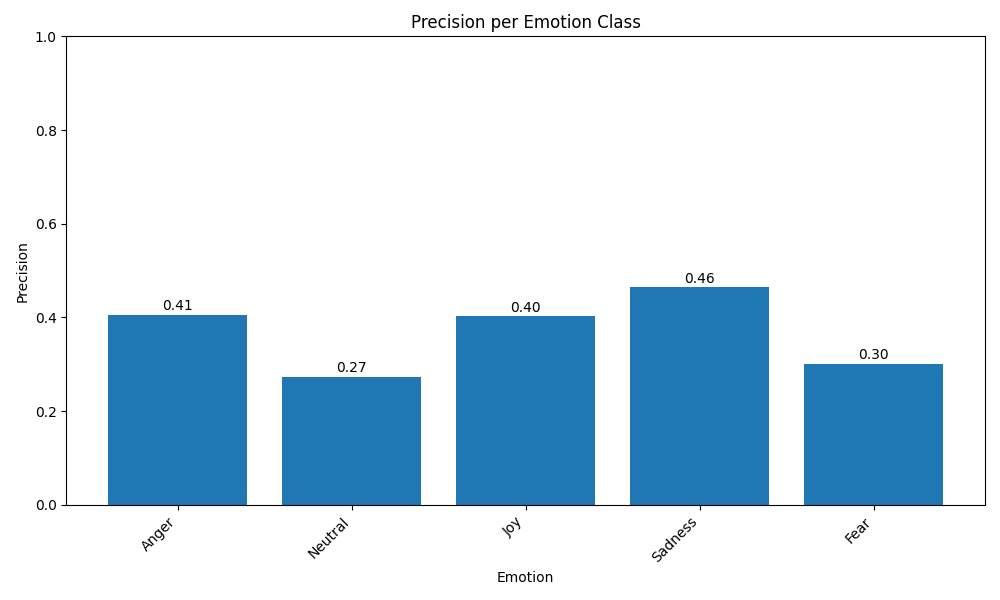 Precision per Emotion Class
1.0
0.8
0.6
0.4
0.2
0.0
Precision
0.41
0.27
0.40
0.46
0.30
Anger
Neutral
Joy
Sadness
Fear
Emotion